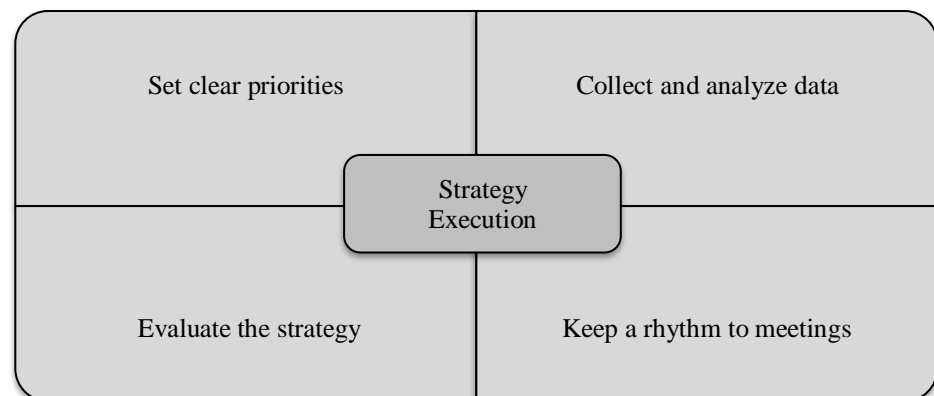 Set clear priorities
Collect and analyze data
Strategy
Execution
Evaluate the strategy
Keep a rhythm to meetings